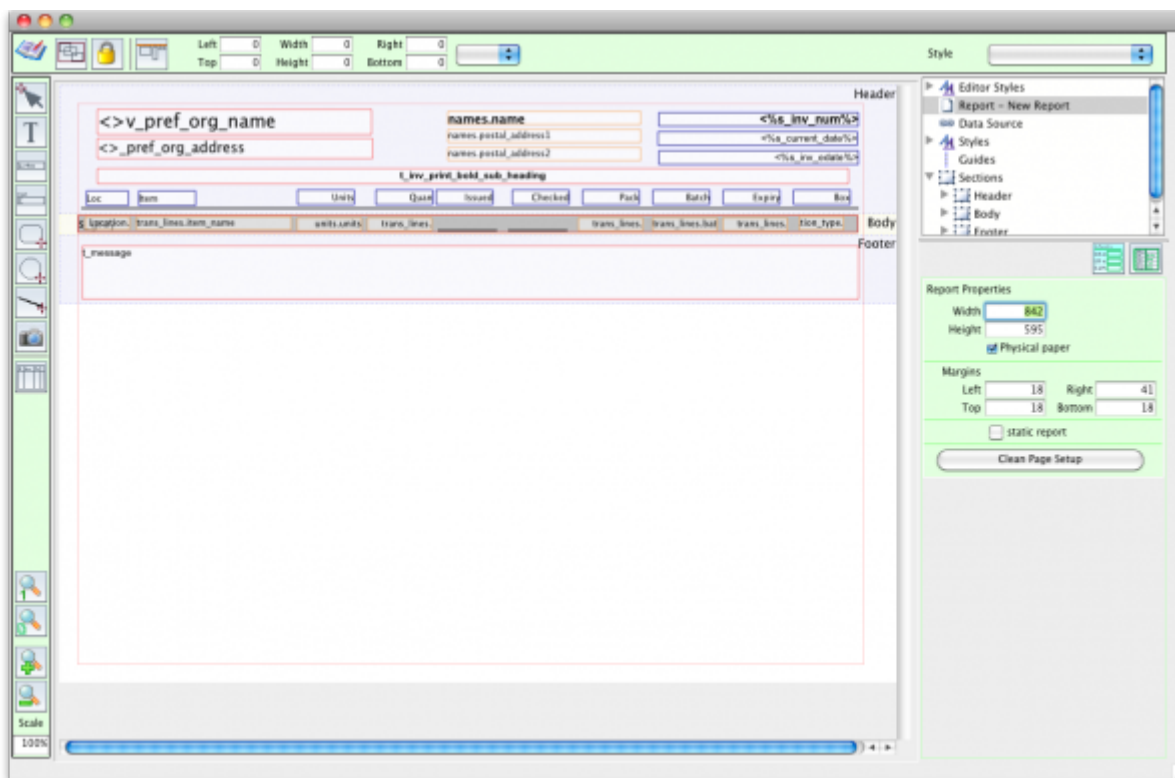 Left 0 Width 0 Right 0
Top 0 Height 0 Bottom 0
Style
Header
<>v_pref_org_name
<>_pref_org_address
names.name
names.postal_address1
names.postal_address2
<%s_inv_num%>
<%s_current_date%>
t_inv_print_bold_sub_heading
Loc Item Units Quan Issued Checked Pack Batch Expiry Box
trans_lines.item_name units.units trans_lines. trans_lines. trans_lines.bat trans_lines. tion_type. Body
Footer
t_message
Editor Styles
Report – New Report
Data Source
Styles
Guides
Sections
Header
Body
Footer
Report Properties
Width 842
Height 595
Physical paper
Margins
Left 18 Right 41
Top 18 Bottom 18
static report
Clean Page Setup
Scale
100%